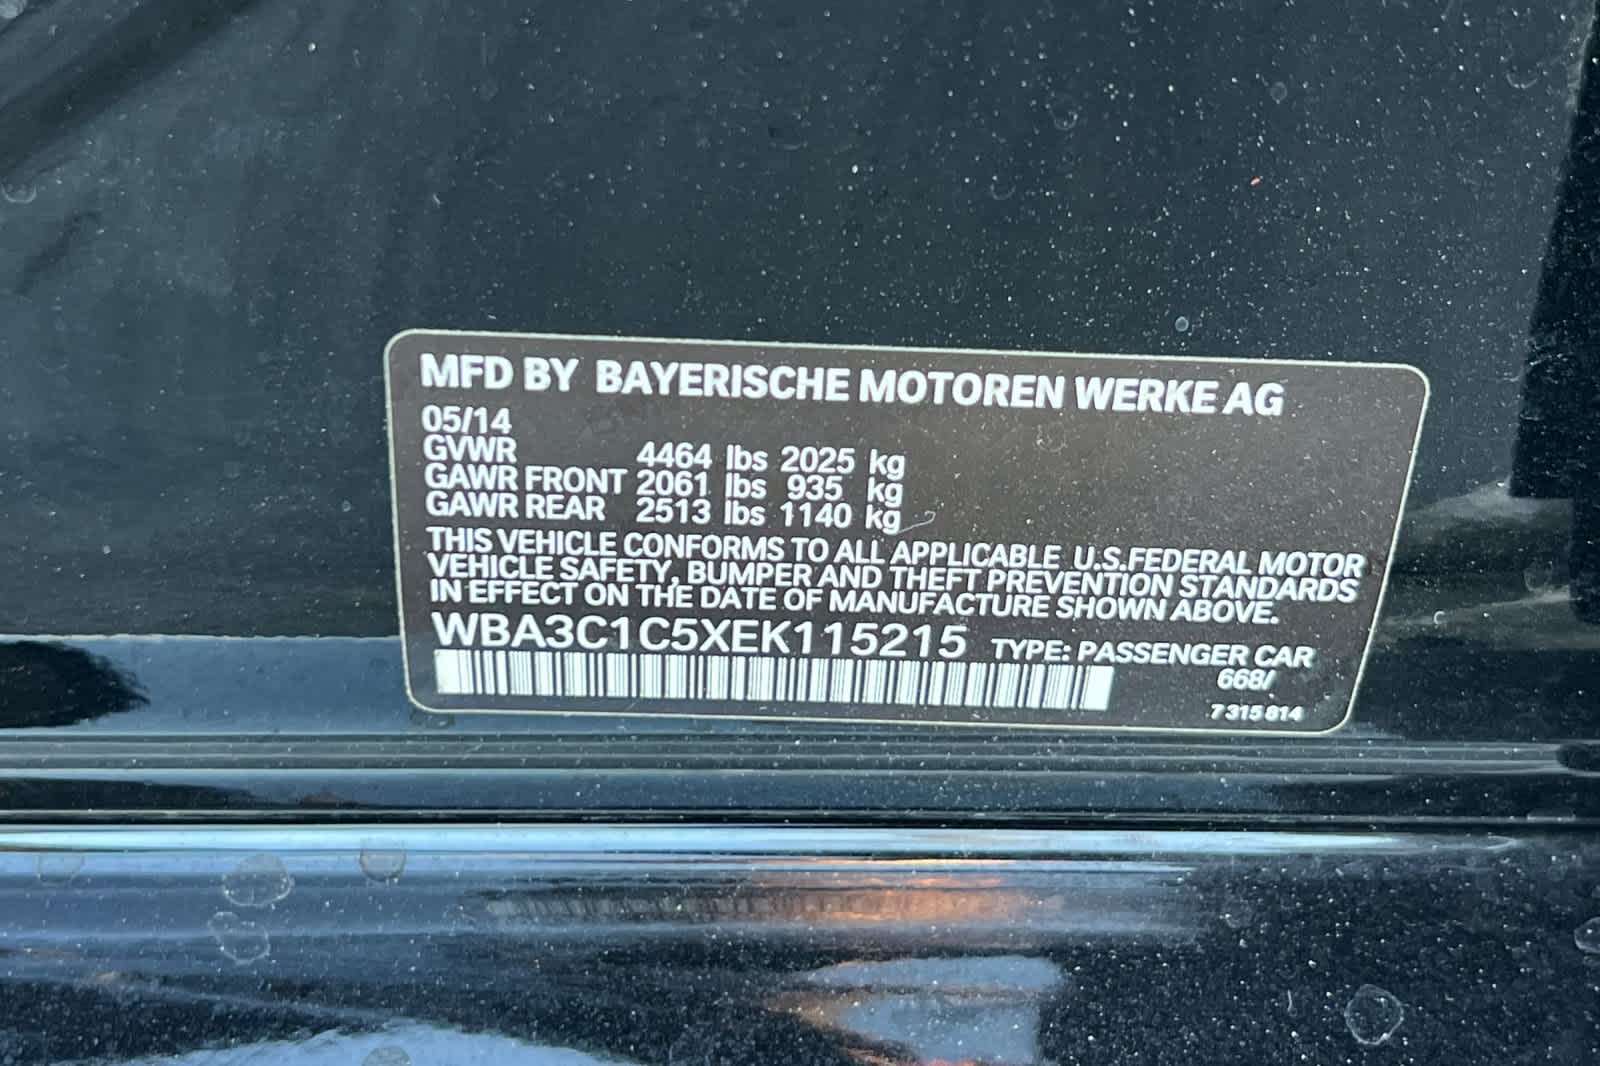 MFD BY BAYERISCHE MOTOREN WERKE AG
05/14
GVWR 4464 lbs 2025 kg
GAWR FRONT 2061 lbs 935 kg
GAWR REAR 2513 lbs 1140 kg
THIS VEHICLE CONFORMS TO ALL APPLICABLE U.S.FEDERAL MOTOR
VEHICLE SAFETY, BUMPER AND THEFT PREVENTION STANDARDS
IN EFFECT ON THE DATE OF MANUFACTURE SHOWN ABOVE.
WBA3C1C5XEK115215 TYPE: PASSENGER CAR
668/
7 315 814